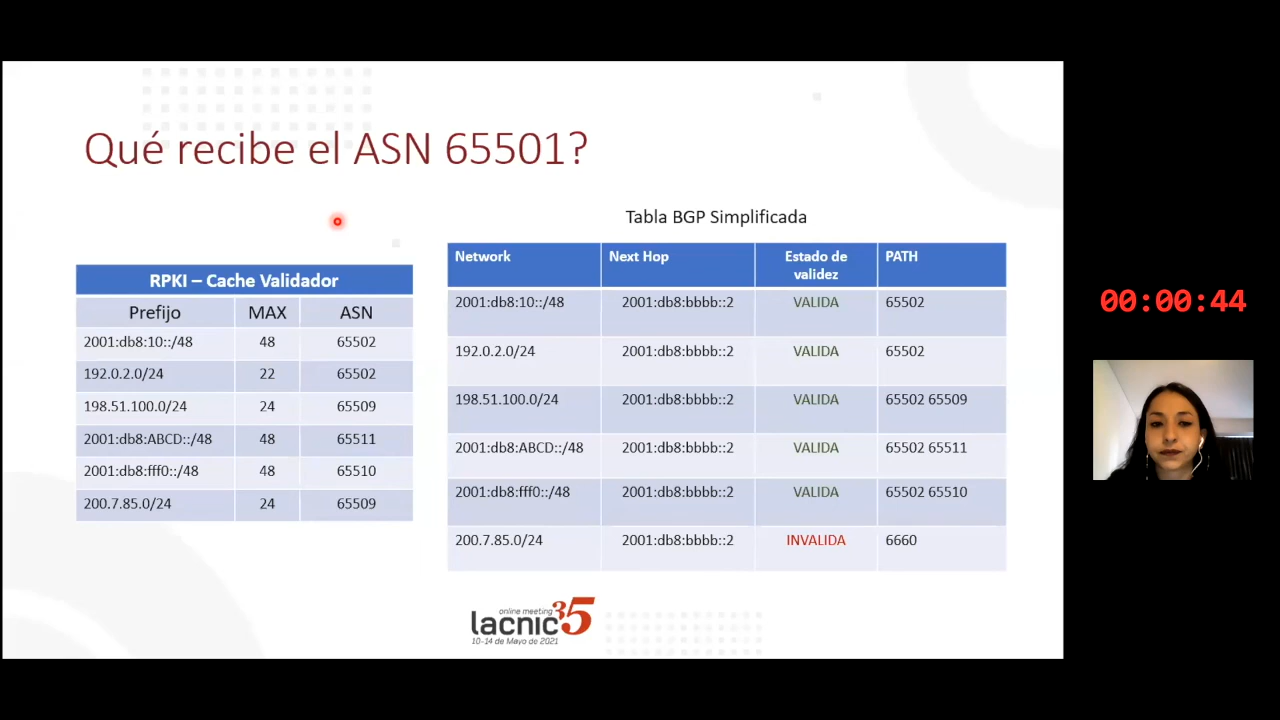 Qué recibe el ASN 65501?
RPKI – Cache Validador
Prefijo MAX ASN
2001:db8:10::/48 48 65502
192.0.2.0/24 22 65502
198.51.100.0/24 24 65509
2001:db8:ABCD::/48 48 65511
2001:db8:fff0::/48 48 65510
200.7.85.0/24 24 65509
Tabla BGP Simplificada
Network Next Hop Estado de validez PATH
2001:db8:10::/48 2001:db8:bbbb::2 VALIDA 65502
192.0.2.0/24 2001:db8:bbbb::2 VALIDA 65502
198.51.100.0/24 2001:db8:bbbb::2 VALIDA 65502 65509
2001:db8:ABCD::/48 2001:db8:bbbb::2 VALIDA 65502 65511
2001:db8:fff0::/48 2001:db8:bbbb::2 VALIDA 65502 65510
200.7.85.0/24 2001:db8:bbbb::2 INVALIDA 6660
online meeting
lacnic35
10-14 de Mayo de 2021
00:00:44